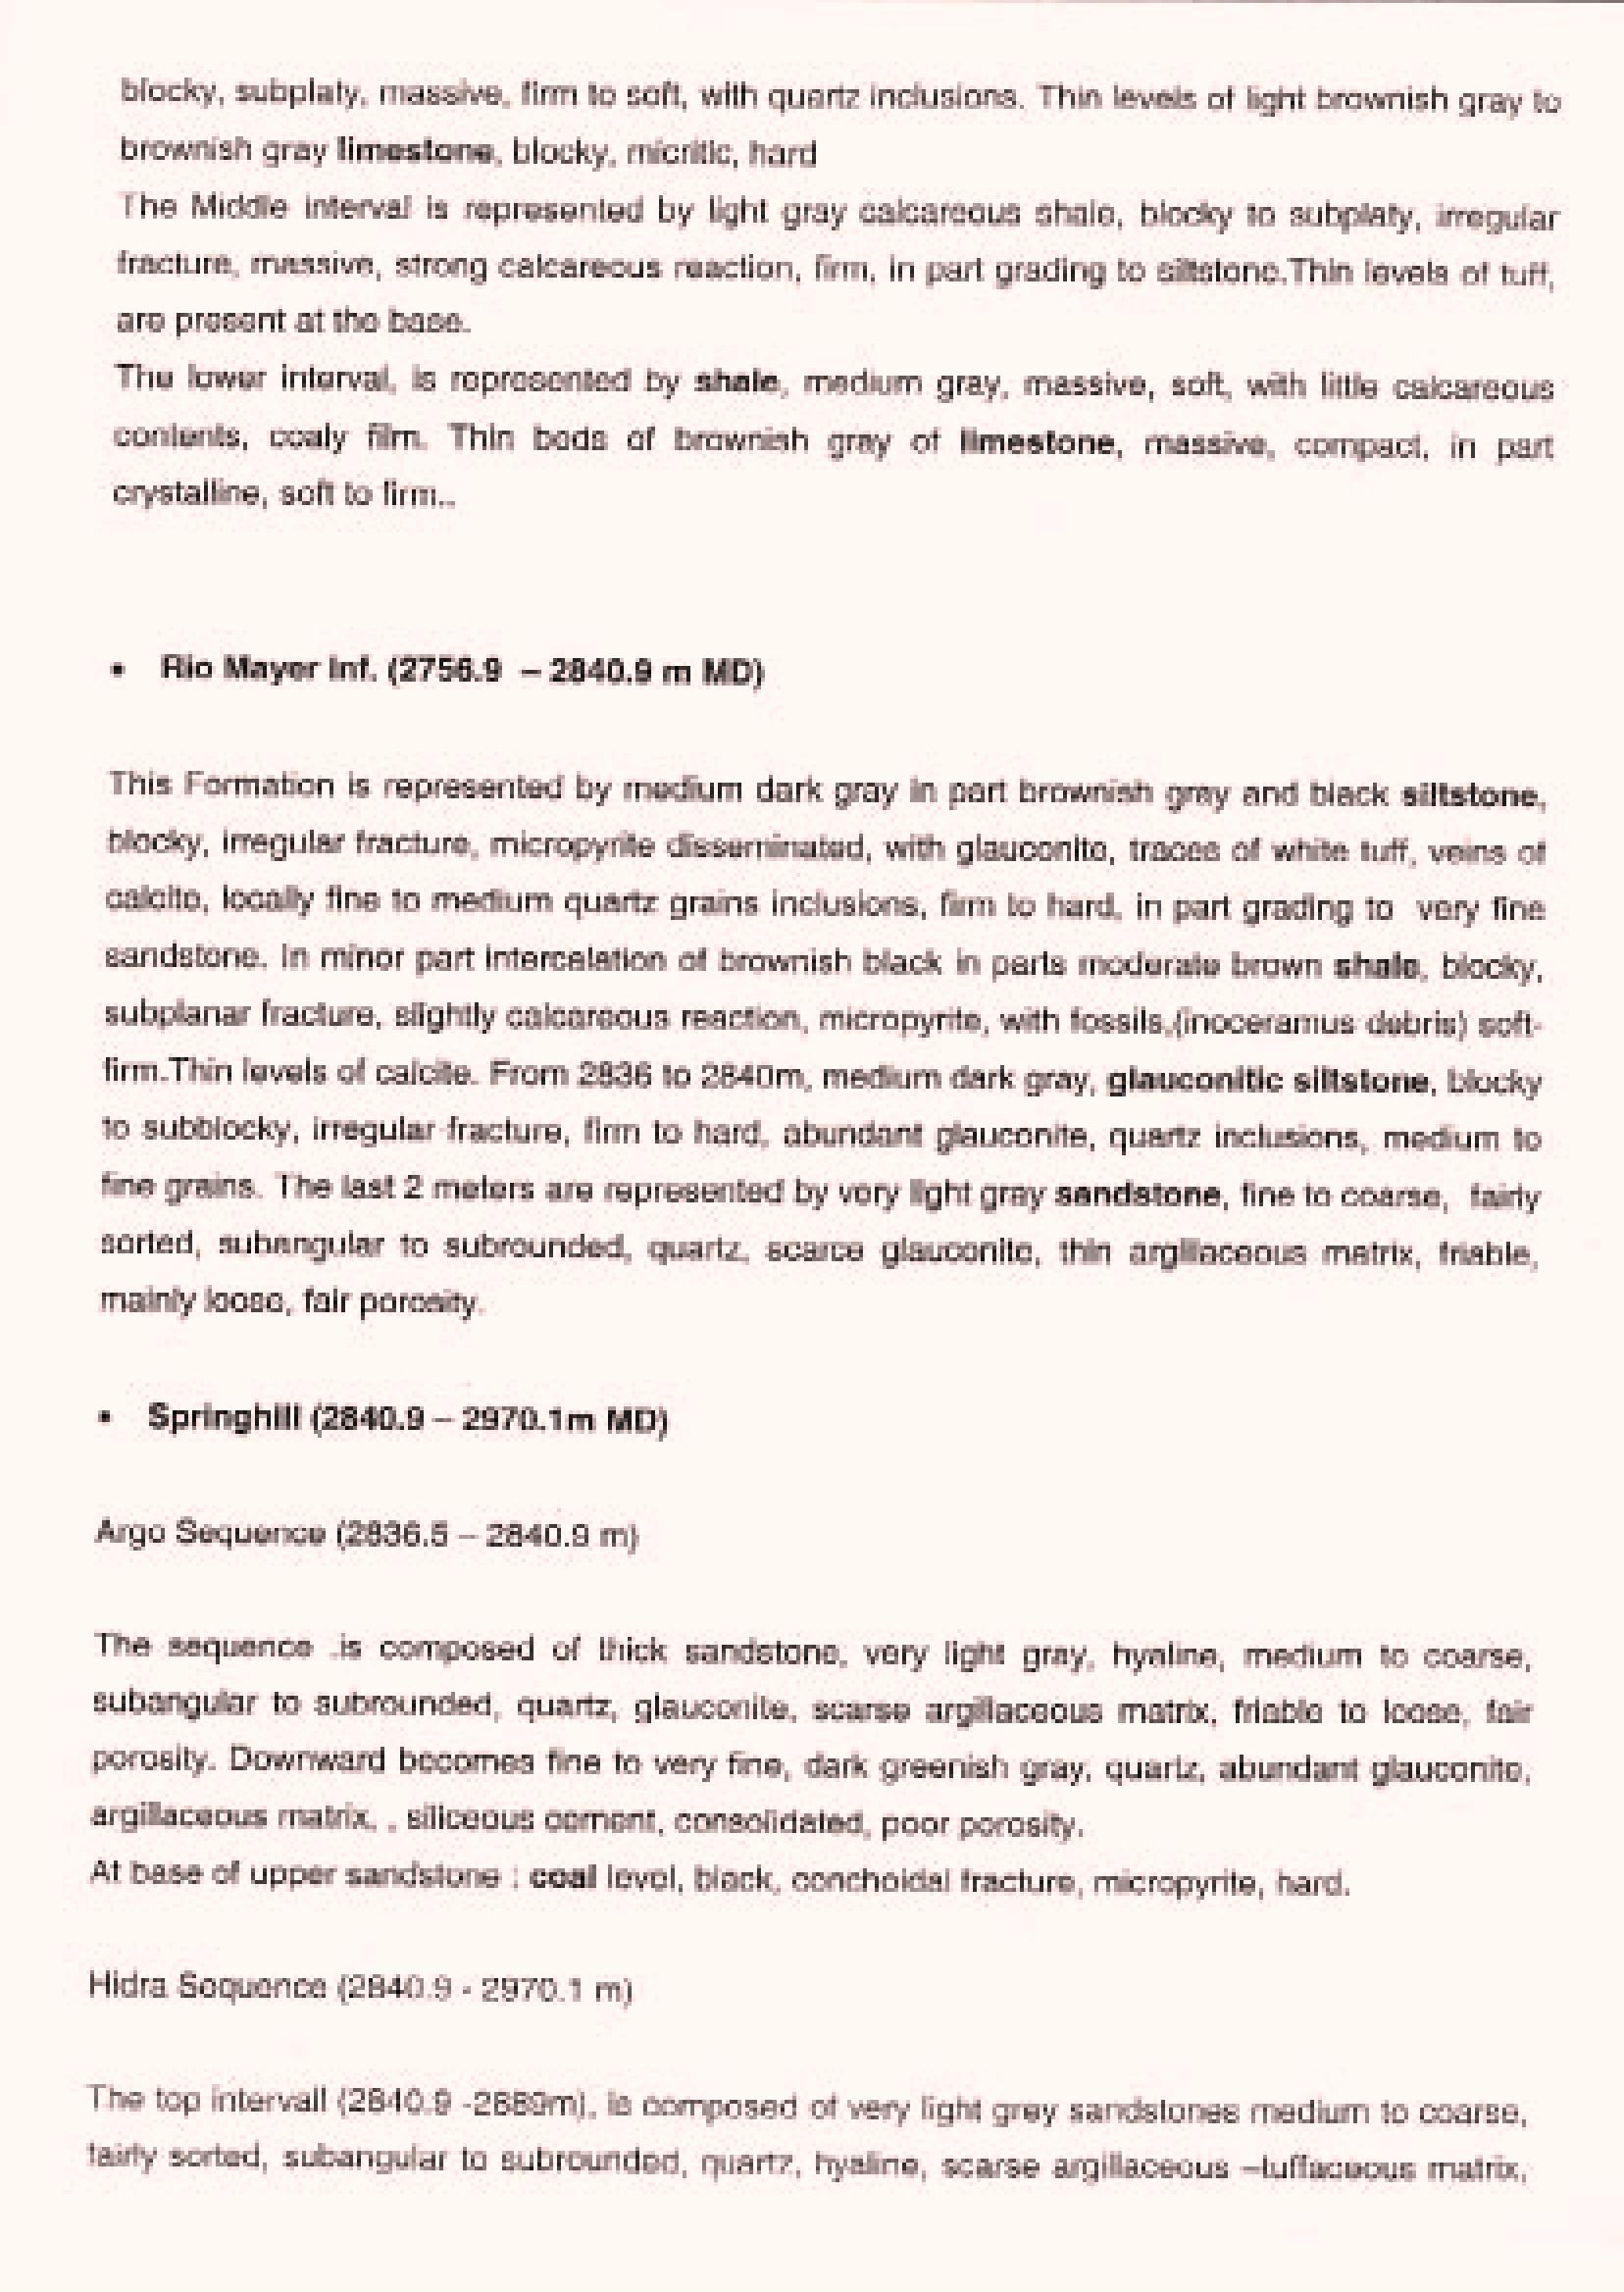 blocky, subplaty, massive, firm to soft, with quartz inclusions. Thin levels of light brownish gray to
brownish gray limestone, blocky, micritic, hard
The Middle interval is represented by light gray calcareous shale, blocky to subplaty, irregular
fracture, massive, strong calcareous reaction, firm, in part grading to siltstone.Thin levels of tuff,
are present at the base.
The lower interval, is represented by shale, medium gray, massive, soft, with little calcareous
contents, coaly film. Thin beds of brownish gray of limestone, massive, compact, in part
crystalline, soft to firm..
• Rio Mayer Inf. (2756.9 – 2840.9 m MD)
This Formation is represented by medium dark gray in part brownish gray and black siltstone,
blocky, irregular fracture, micropyrite disseminated, with glauconite, traces of white tuff, veins of
calcite, locally fine to medium quartz grains inclusions, firm to hard, in part grading to very fine
sandstone. In minor part intercalation of brownish black in parts moderate brown shale, blocky,
subplanar fracture, slightly calcareous reaction, micropyrite, with fossils,(inoceramus debris) soft-
firm.Thin levels of calcite. From 2836 to 2840m, medium dark gray, glauconitic siltstone, blocky
to subblocky, irregular fracture, firm to hard, abundant glauconite, quartz inclusions, medium to
fine grains. The last 2 meters are represented by very light gray sandstone, fine to coarse, fairly
sorted, subangular to subrounded, quartz, scarce glauconite, thin argillaceous matrix, friable,
mainly loose, fair porosity.
• Springhill (2840.9 – 2970.1m MD)
Argo Sequence (2836.5 – 2840.9 m)
The sequence .is composed of thick sandstone, very light gray, hyaline, medium to coarse,
subangular to subrounded, quartz, glauconite, scarse argillaceous matrix, friable to loose, fair
porosity. Downward becomes fine to very fine, dark greenish gray, quartz, abundant glauconite,
argillaceous matrix, , siliceous cement, consolidated, poor porosity.
At base of upper sandstone : coal level, black, conchoidal fracture, micropyrite, hard.
Hidra Sequence (2840.9 - 2970.1 m)
The top intervall (2840.9 -2889m), is composed of very light grey sandstones medium to coarse,
fairly sorted, subangular to subrounded, quartz, hyaline, scarse argillaceous –tuffaceous matrix,